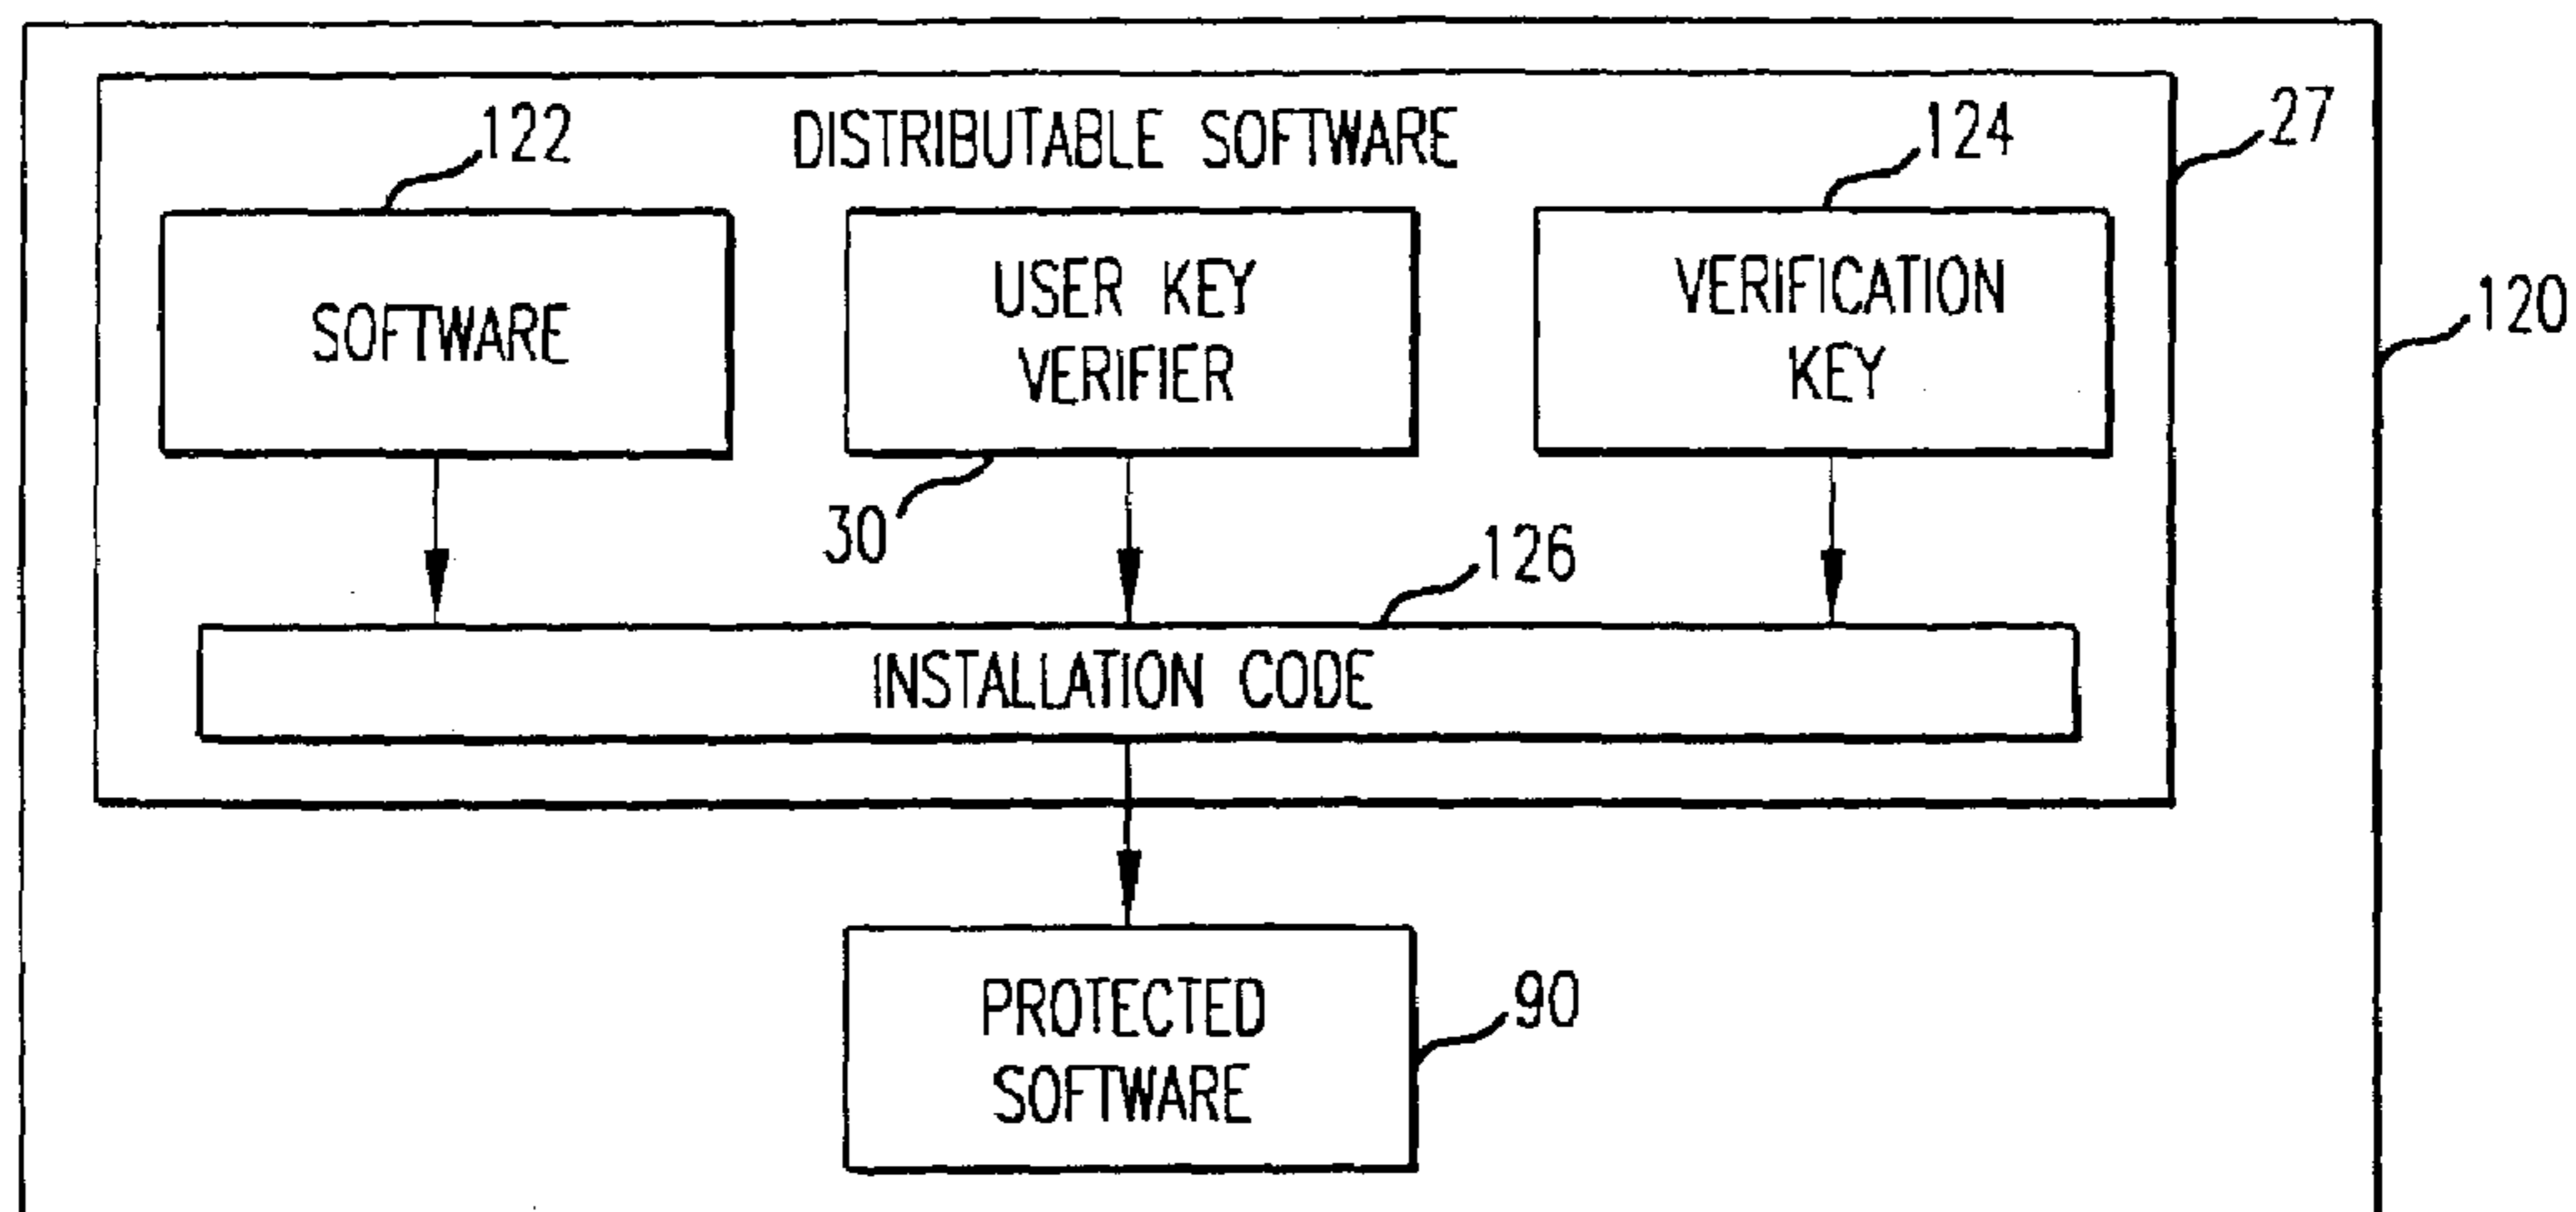 DISTRIBUTABLE SOFTWARE
122
124
27
120
SOFTWARE
USER KEY
VERIFIER
VERIFICATION
KEY
30
126
INSTALLATION CODE
PROTECTED
SOFTWARE
90